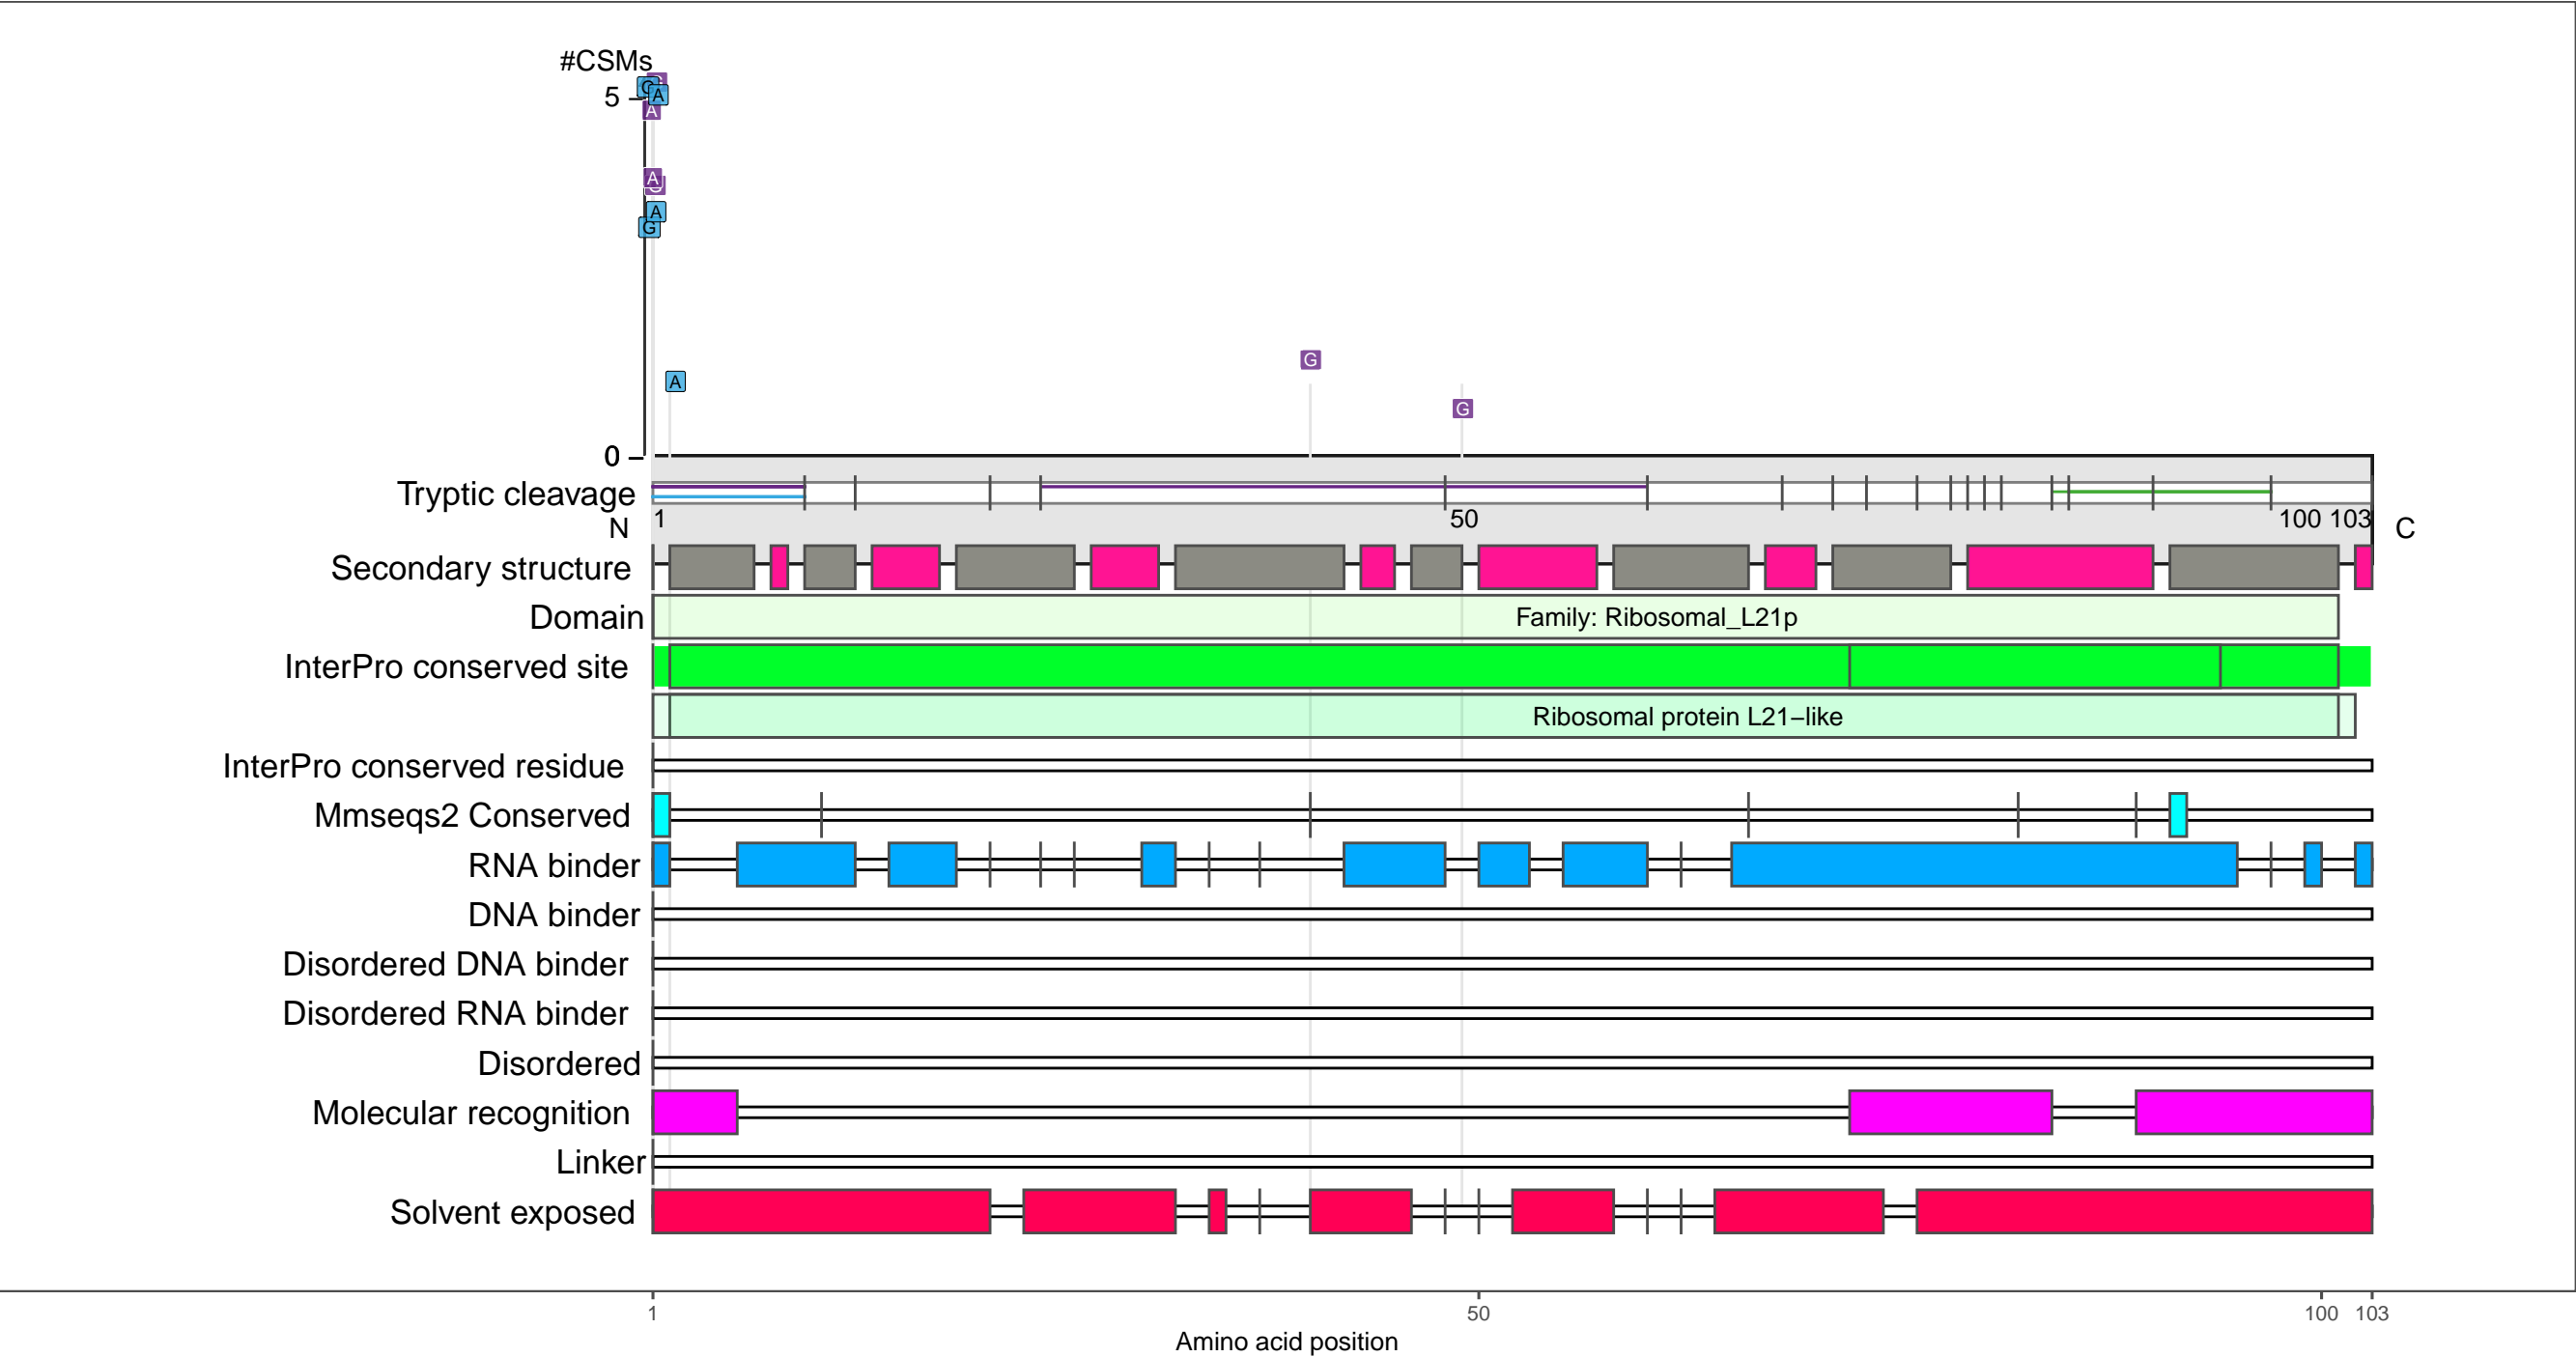 #CSMs
G
G
A
5
A
A
G
A
G
G
A
G
0
Tryptic cleavage
N
1
50
100 103
C
Secondary structure
Domain
Family: Ribosomal_L21p
InterPro conserved site
Ribosomal protein L21–like
InterPro conserved residue
Mmseqs2 Conserved
RNA binder
DNA binder
Disordered DNA binder
Disordered RNA binder
Disordered
Molecular recognition
Linker
Solvent exposed
1
50
100
103
Amino acid position